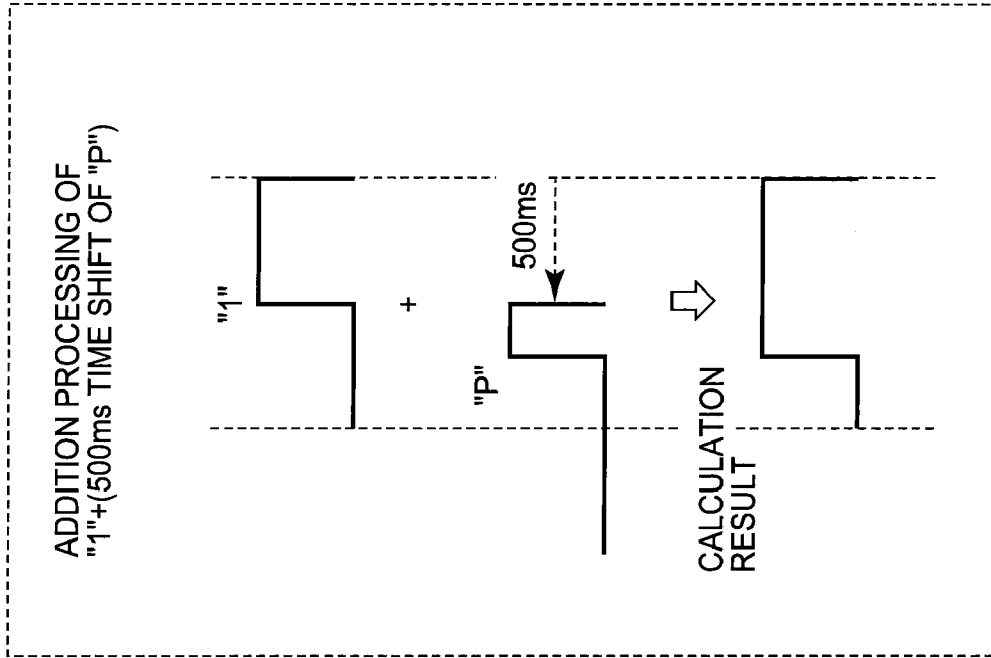 ADDITION PROCESSING OF
"1"+(500ms TIME SHIFT OF "P")
"1"
+
"P"
500ms
CALCULATION
RESULT